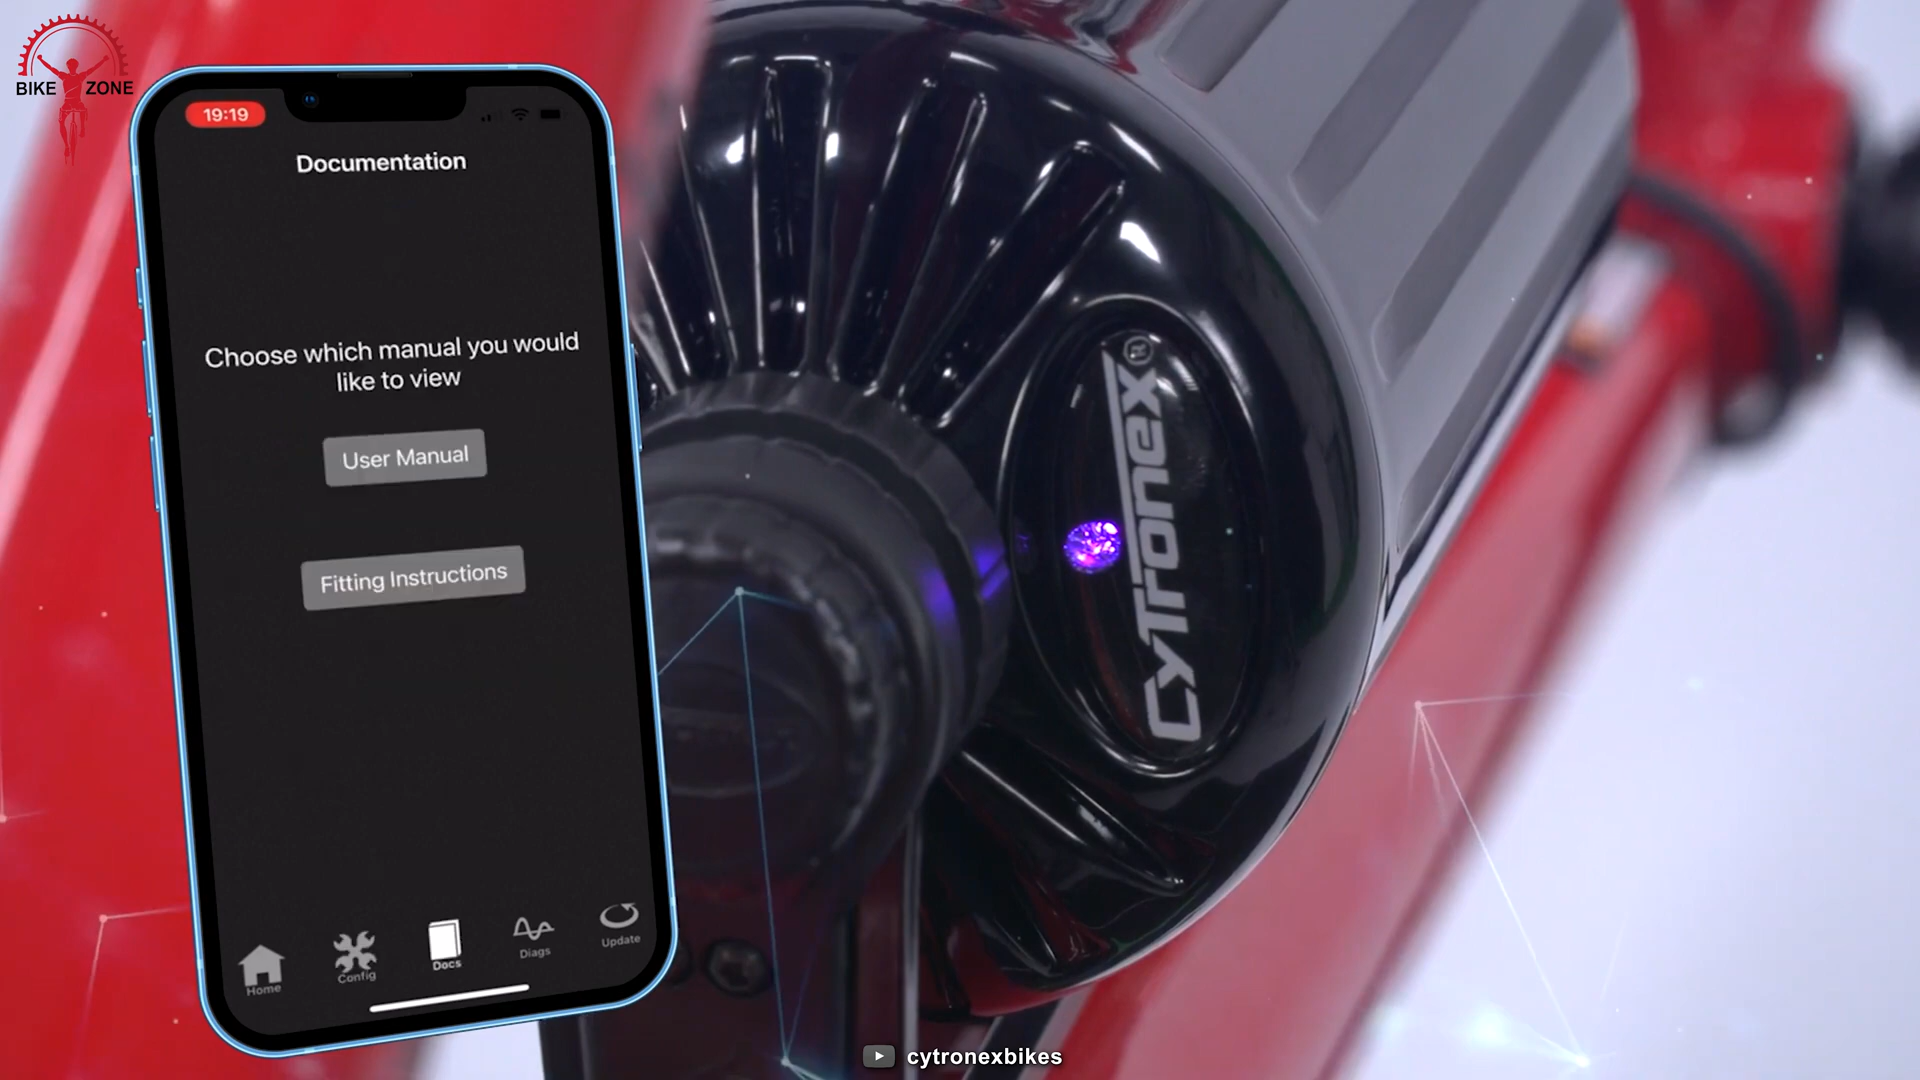 BIKE ZONE
19:19
Documentation
Choose which manual you would
like to view
User Manual
Fitting Instructions
Home
Config
Docs
Diags
Update
CYTronex®
cytronexbikes